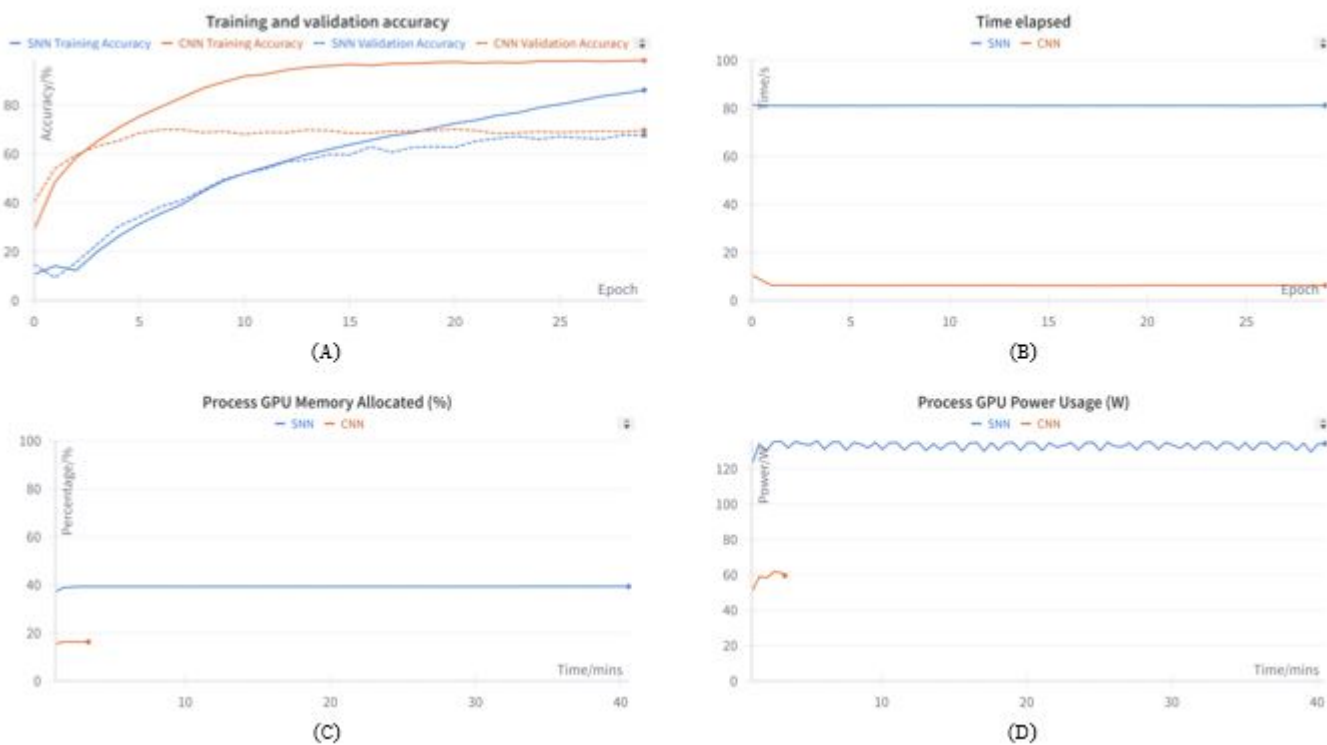 Training and validation accuracy
SNN Training Accuracy CNN Training Accuracy SNN Validation Accuracy CNN Validation Accuracy
Accuracy/%
80
60
40
20
0
0 5 10 15 20 25
Epoch
(A)
Time elapsed
SNN CNN
Time/s
100
80
60
40
20
0
0 5 10 15 20 25
Epoch
(B)
Process GPU Memory Allocated (%)
SNN CNN
Percentage/%
100
80
60
40
20
0
10 20 30 40
Time/mins
(C)
Process GPU Power Usage (W)
SNN CNN
Power/W
120
100
80
60
40
20
0
10 20 30 40
Time/mins
(D)